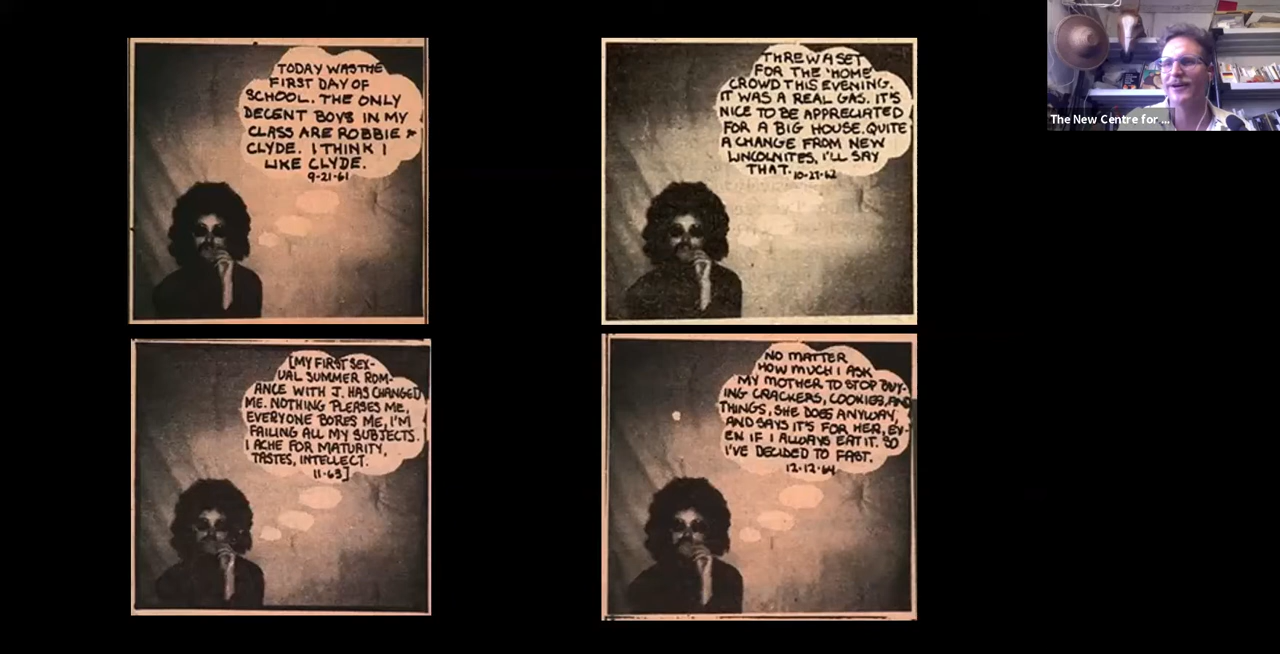 TODAY WAS THE
FIRST DAY OF
SCHOOL. THE ONLY
DECENT BOYS IN MY
CLASS ARE ROBBIE &
CLYDE. I THINK I
LIKE CLYDE.
9-21-61
THREW A SET
FOR THE 'HOME'
CROWD THIS EVENING.
IT WAS A REAL GAS. IT'S
NICE TO BE APPRECIATED
FOR A BIG HOUSE. QUITE
A CHANGE FROM NEW
LINCOLNITES, I'LL SAY
THAT. 10-27-62
[MY FIRST SEX-
UAL SUMMER ROM-
ANCE WITH J. HAS CHANGED
ME. NOTHING PLEASES ME,
EVERYONE BORES ME, I'M
FAILING ALL MY SUBJECTS.
I ACHE FOR MATURITY,
TASTES, INTELLECT.
11-63]
NO MATTER
HOW MUCH I ASK
MY MOTHER TO STOP BUY-
ING CRACKERS, COOKIES, AND
THINGS, SHE DOES ANYWAY,
AND SAYS IT'S FOR HER, EV-
EN IF I ALWAYS EAT IT. SO
I'VE DECIDED TO FAST.
12-12-64
The New Centre for ...